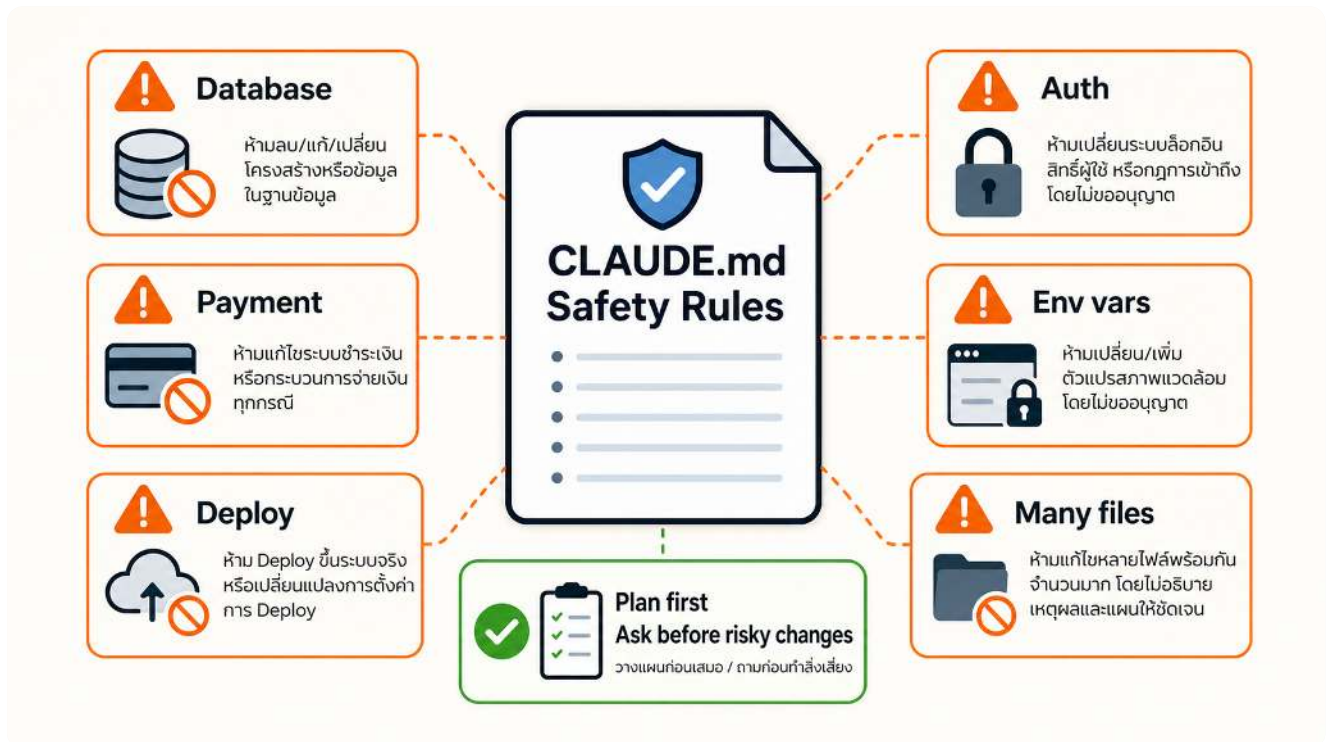 Database
ห้ามลบ/แก้/เปลี่ยน
โครงสร้างหรือข้อมูล
ในฐานข้อมูล
Payment
ห้ามแก้ไขระบบชำระเงิน
หรือกระบวนการจ่ายเงิน
ทุกกรณี
Deploy
ห้าม Deploy ขึ้นระบบจริง
หรือเปลี่ยนแปลงการตั้งค่า
การ Deploy
CLAUDE.md
Safety Rules
Plan first
Ask before risky changes
วางแผนก่อนเสมอ / ถามก่อนทำสิ่งเสี่ยง
Auth
ห้ามเปลี่ยนระบบล็อกอิน
สิทธิ์ผู้ใช้ หรือกฎการเข้าถึง
โดยไม่ขออนุญาต
Env vars
ห้ามเปลี่ยน/เพิ่ม
ตัวแปรสภาพแวดล้อม
โดยไม่ขออนุญาต
Many files
ห้ามแก้ไขหลายไฟล์พร้อมกัน
จำนวนมาก โดยไม่อธิบาย
เหตุผลและแผนให้ชัดเจน